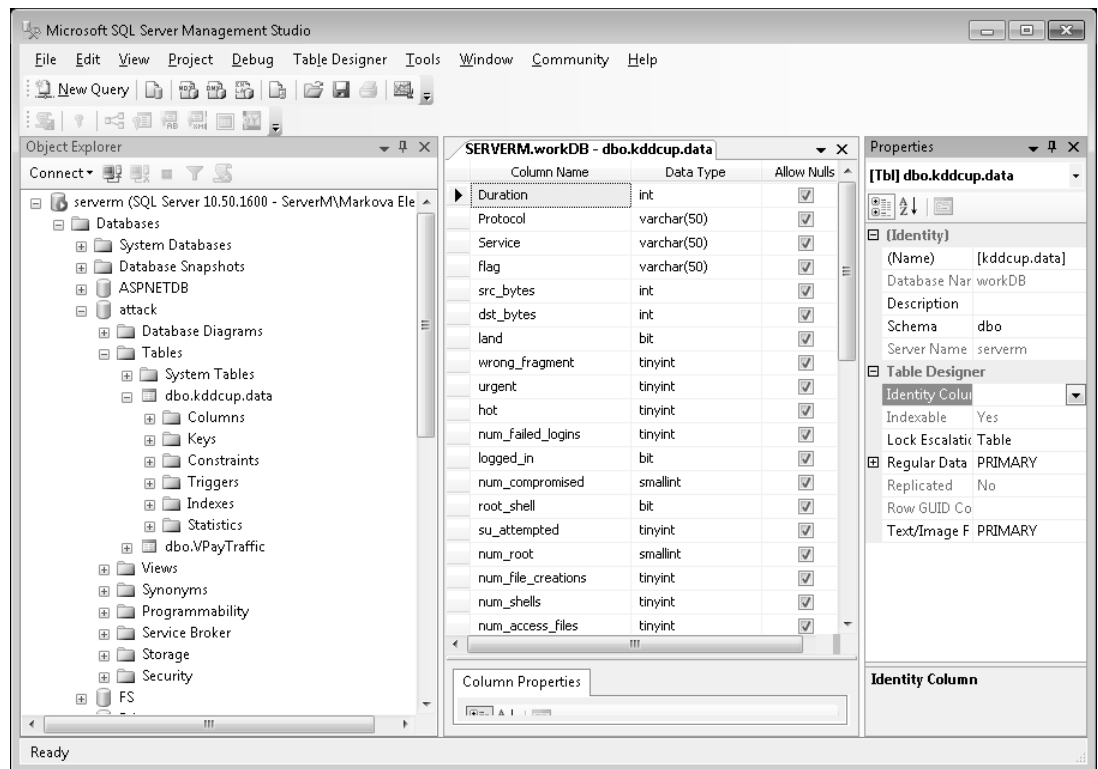 Microsoft SQL Server Management Studio
File Edit View Project Debug Table Designer Tools Window Community Help
New Query
Object Explorer
Connect
serverm (SQL Server 10.50.1600 - ServerM\Markova Ele
Databases
System Databases
Database Snapshots
ASPNETDB
attack
Database Diagrams
Tables
System Tables
dbo.kddcup.data
Columns
Keys
Constraints
Triggers
Indexes
Statistics
dbo.VPayTraffic
Views
Synonyms
Programmability
Service Broker
Storage
Security
FS
SERVERM.workDB - dbo.kddcup.data
Column Name Data Type Allow Nulls
Duration int
Protocol varchar(50)
Service varchar(50)
flag varchar(50)
src_bytes int
dst_bytes int
land bit
wrong_fragment tinyint
urgent tinyint
hot tinyint
num_failed_logins tinyint
logged_in bit
num_compromised smallint
root_shell bit
su_attempted tinyint
num_root smallint
num_file_creations tinyint
num_shells tinyint
num_access_files tinyint
Column Properties
Properties
[Tbl] dbo.kddcup.data
(Identity)
(Name) [kddcup.data]
Database Nar workDB
Description
Schema dbo
Server Name serverm
Table Designer
Identity Colu
Indexable Yes
Lock Escalatic Table
Regular Data PRIMARY
Replicated No
Row GUID Co
Text/Image F PRIMARY
Identity Column
Ready